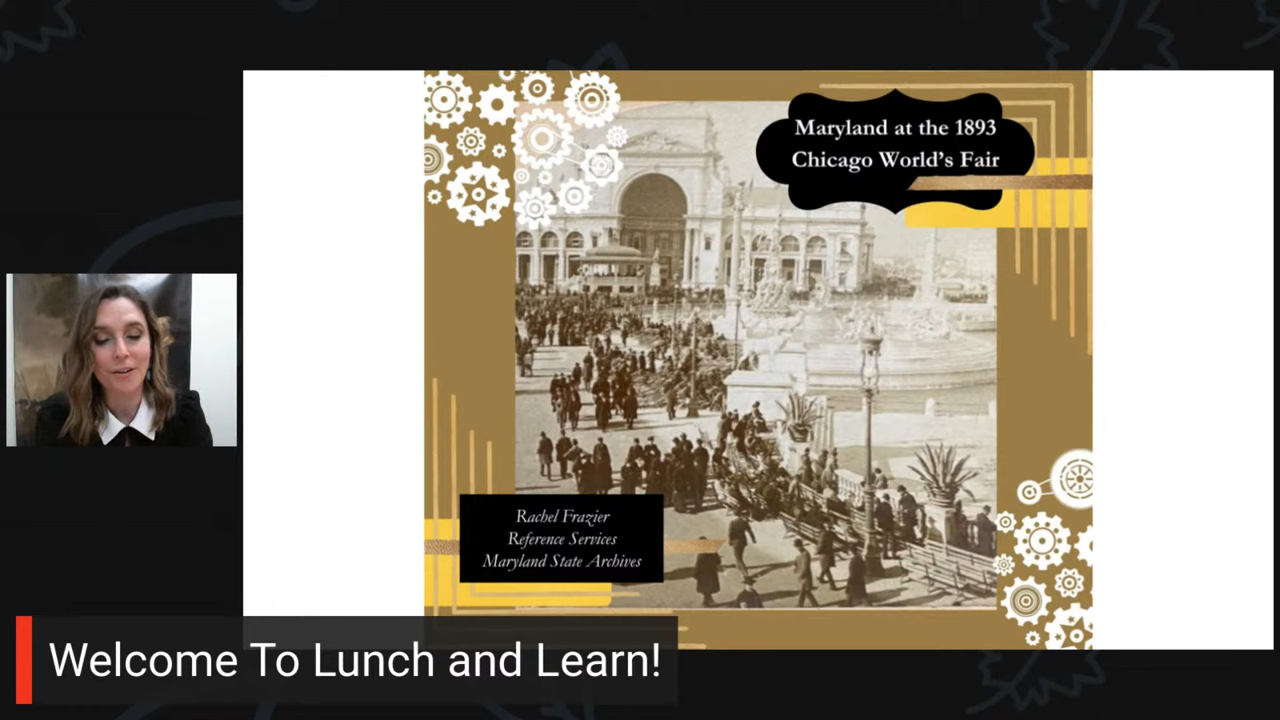 Maryland at the 1893
Chicago World's Fair
Rachel Frazier
Reference Services
Maryland State Archives
Welcome To Lunch and Learn!